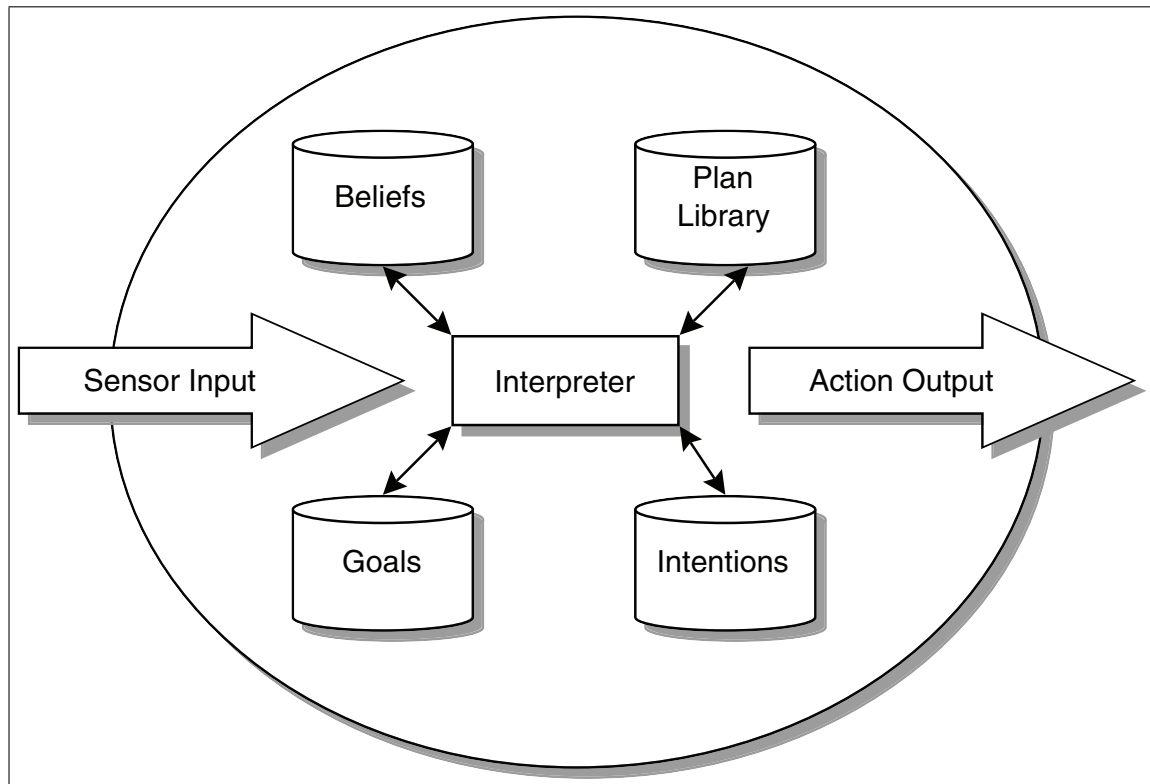 Beliefs
Plan
Library
Sensor Input
Interpreter
Action Output
Goals
Intentions